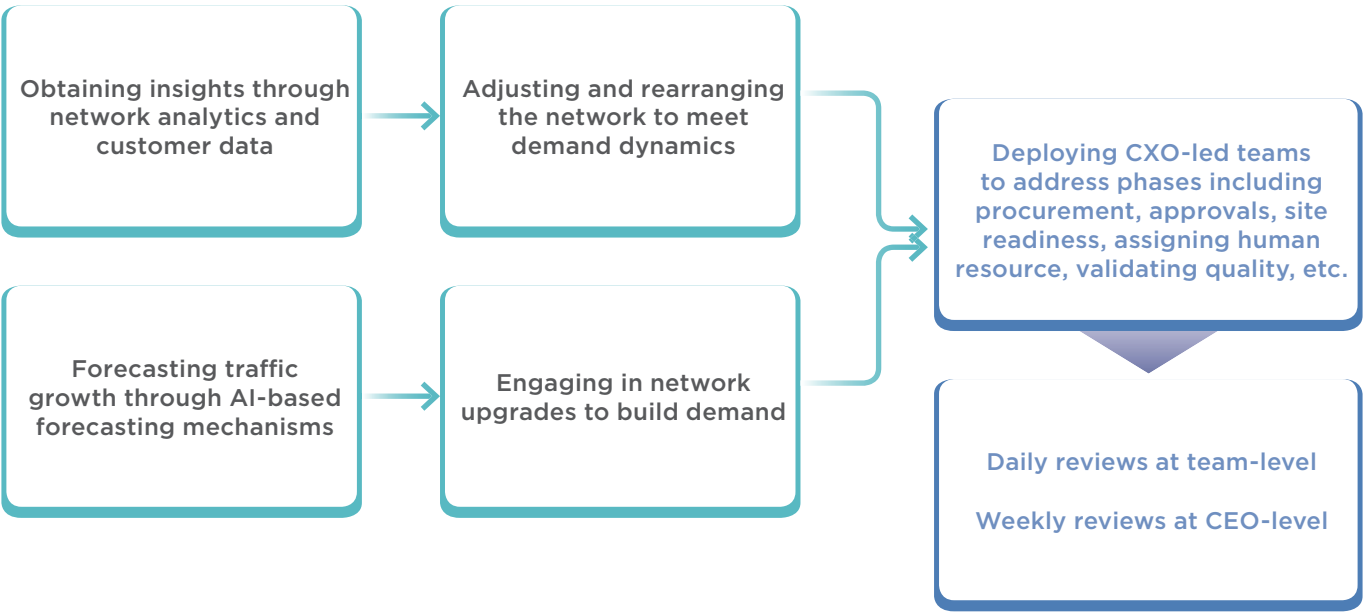 Obtaining insights through
network analytics and
customer data
Adjusting and rearranging
the network to meet
demand dynamics
Forecasting traffic
growth through AI-based
forecasting mechanisms
Engaging in network
upgrades to build demand
Deploying CXO-led teams
to address phases including
procurement, approvals, site
readiness, assigning human
resource, validating quality, etc.
Daily reviews at team-level
Weekly reviews at CEO-level